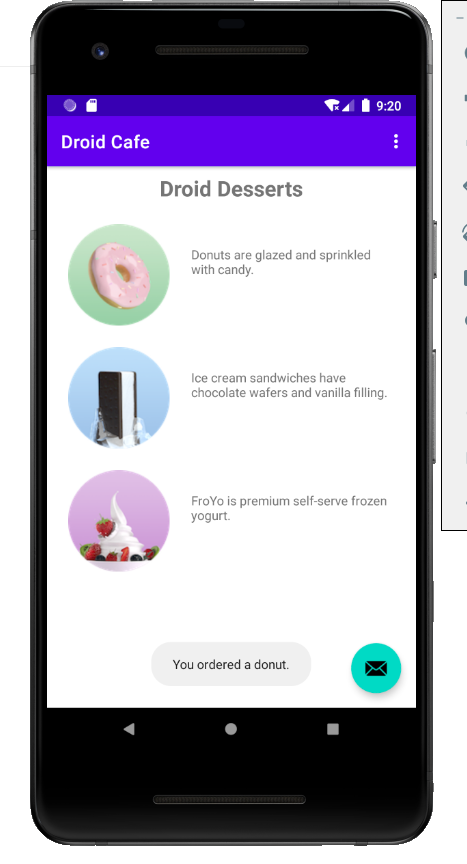 9:20
Droid Cafe
Droid Desserts
Donuts are glazed and sprinkled
with candy.
Ice cream sandwiches have
chocolate wafers and vanilla filling.
FroYo is premium self-serve frozen
yogurt.
You ordered a donut.